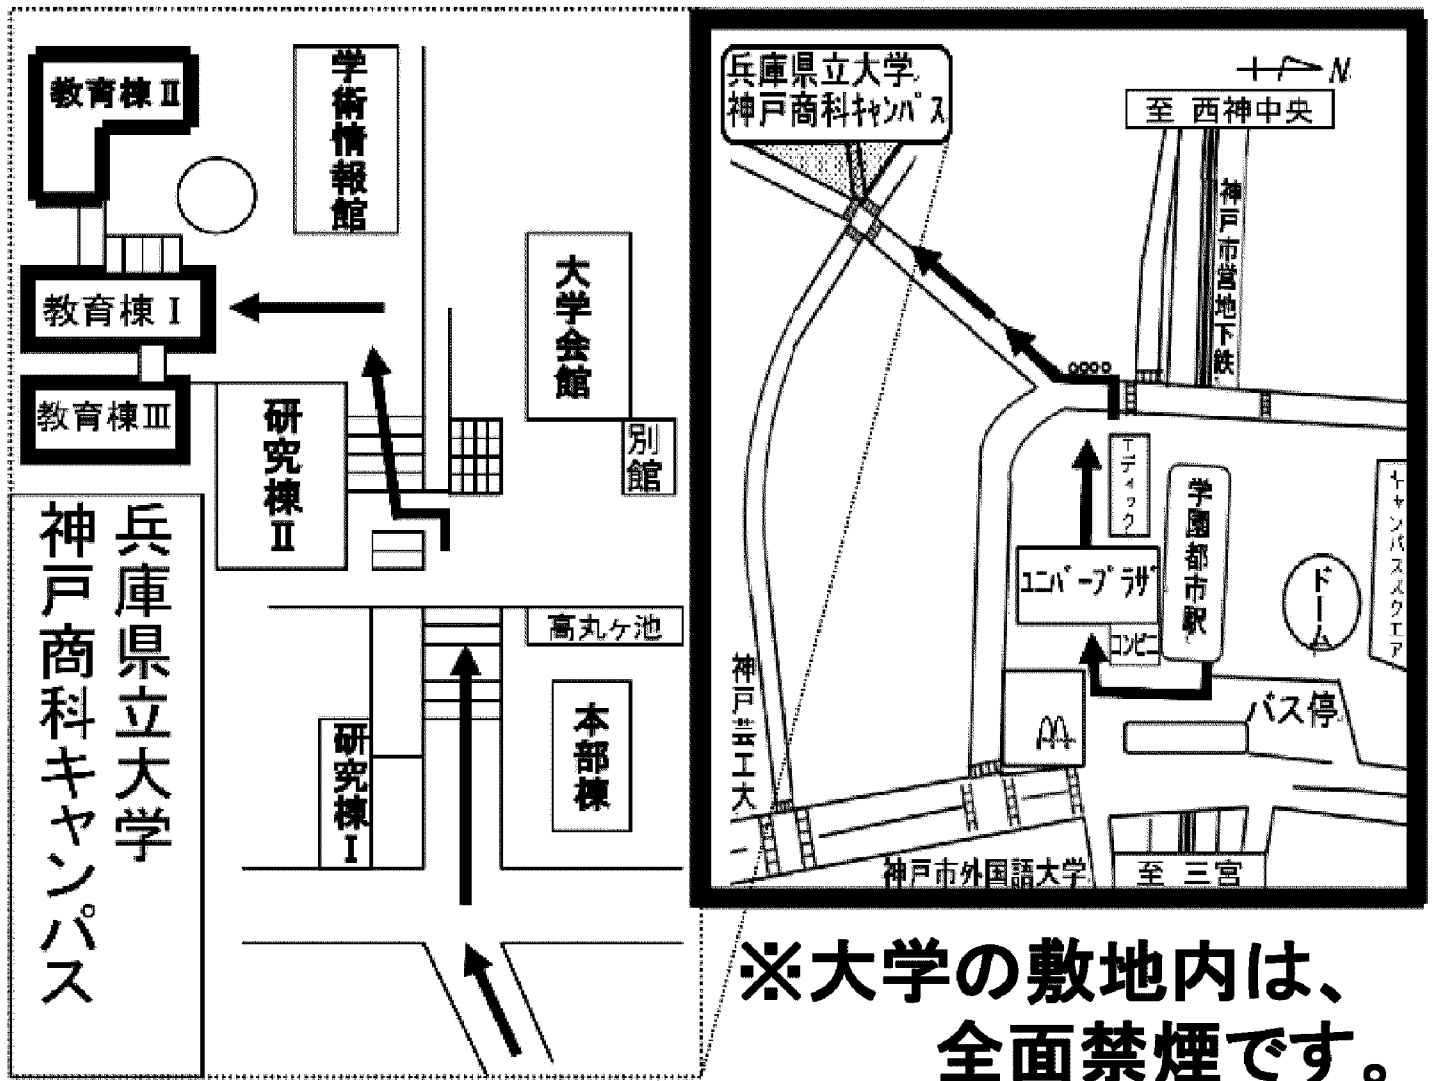 教育棟Ⅱ
学術情報館
教育棟Ⅰ
大学会館
教育棟Ⅲ
研究棟Ⅱ
別館
兵庫県立大学
神戸商科キャンパス
高丸ヶ池
研究棟Ⅰ
本部棟
兵庫県立大学
神戸商科キャンパス
N
至 西神中央
神戸市営地下鉄
エディック
学園都市駅
キャンパススクエア
ユニバープラザ
ドーム
コンビニ
神戸芸工大
バス停
神戸市外国語大学
至 三宮
※大学の敷地内は、
全面禁煙です。